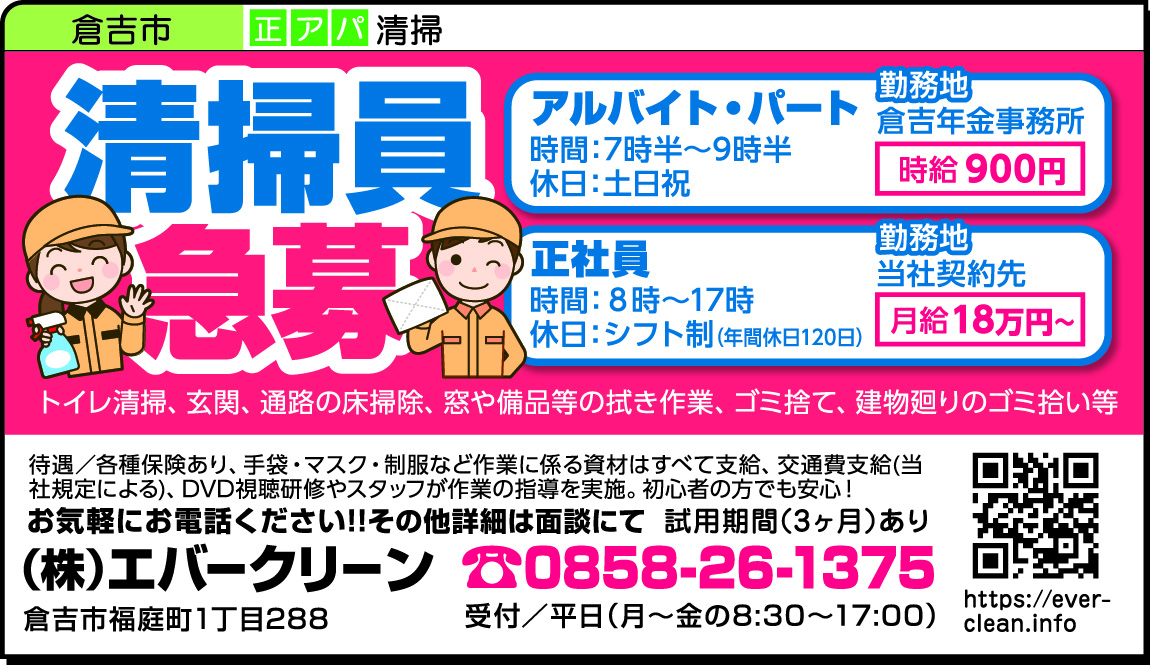 倉吉市 正アパ 清掃
清掃員
急募
アルバイト・パート
時間：7時半～9時半
休日：土日祝
勤務地
倉吉年金事務所
時給 900円
正社員
時間：8時～17時
休日：シフト制（年間休日120日）
勤務地
当社契約先
月給18万円～
トイレ清掃、玄関、通路の床掃除、窓や備品等の拭き作業、ゴミ捨て、建物廻りのゴミ拾い等
待遇／各種保険あり、手袋・マスク・制服など作業に係る資材はすべて支給、交通費支給(当
社規定による)、DVD視聴研修やスタッフが作業の指導を実施。初心者の方でも安心！
お気軽にお電話ください!!その他詳細は面談にて 試用期間（3ヶ月）あり
（株）エバークリーン ☎0858-26-1375
倉吉市福庭町1丁目288 受付／平日（月～金の8:30～17:00）
https://ever-
clean.info